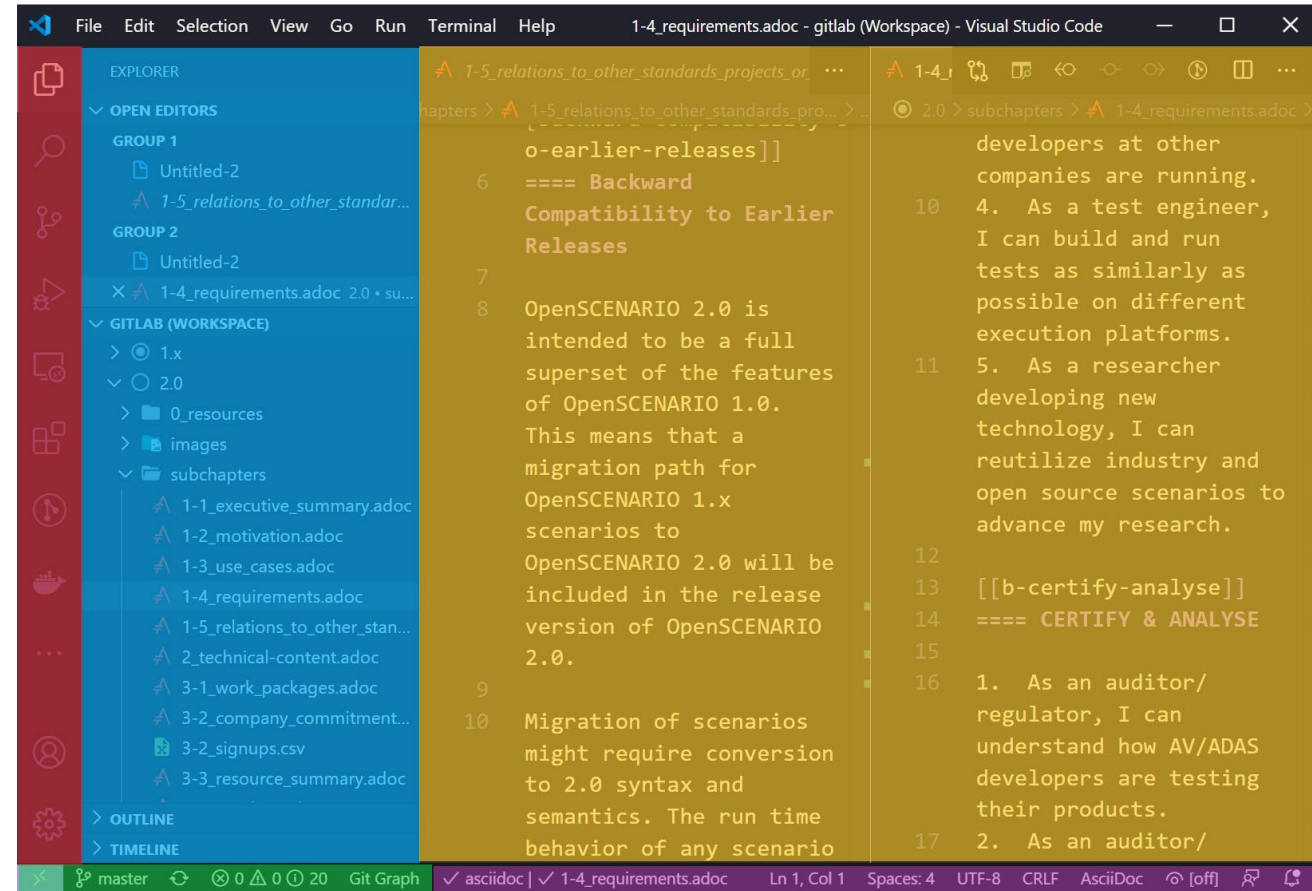 File Edit Selection View Go Run Terminal Help 1-4_requirements.adoc - gitlab (Workspace) - Visual Studio Code
EXPLORER
OPEN EDITORS
GROUP 1
Untitled-2
1-5_relations_to_other_standar...
GROUP 2
Untitled-2
1-4_requirements.adoc 2.0 • su...
GITLAB (WORKSPACE)
1.x
2.0
0_resources
images
subchapters
1-1_executive_summary.adoc
1-2_motivation.adoc
1-3_use_cases.adoc
1-4_requirements.adoc
1-5_relations_to_other_stan...
2_technical-content.adoc
3-1_work_packages.adoc
3-2_company_commitment...
3-2_signups.csv
3-3_resource_summary.adoc
OUTLINE
TIMELINE
1-5_relations_to_other_standards_projects_or ...
hapters > 1-5_relations_to_other_standards_pro... > ..
o-earlier-releases]]
6 ==== Backward
Compatibility to Earlier
Releases
7
8 OpenSCENARIO 2.0 is
intended to be a full
superset of the features
of OpenSCENARIO 1.0.
This means that a
migration path for
OpenSCENARIO 1.x
scenarios to
OpenSCENARIO 2.0 will be
included in the release
version of OpenSCENARIO
2.0.
9
10 Migration of scenarios
might require conversion
to 2.0 syntax and
semantics. The run time
behavior of any scenario
1-4_r
2.0 > subchapters > 1-4_requirements.adoc >
developers at other
companies are running.
10 4. As a test engineer,
I can build and run
tests as similarly as
possible on different
execution platforms.
11 5. As a researcher
developing new
technology, I can
reutilize industry and
open source scenarios to
advance my research.
12
13 [[b-certify-analyse]]
14 ==== CERTIFY & ANALYSE
15
16 1. As an auditor/
regulator, I can
understand how AV/ADAS
developers are testing
their products.
17 2. As an auditor/
master 0 0 20 Git Graph ✓ asciidoc | ✓ 1-4_requirements.adoc Ln 1, Col 1 Spaces: 4 UTF-8 CRLF AsciiDoc [off]